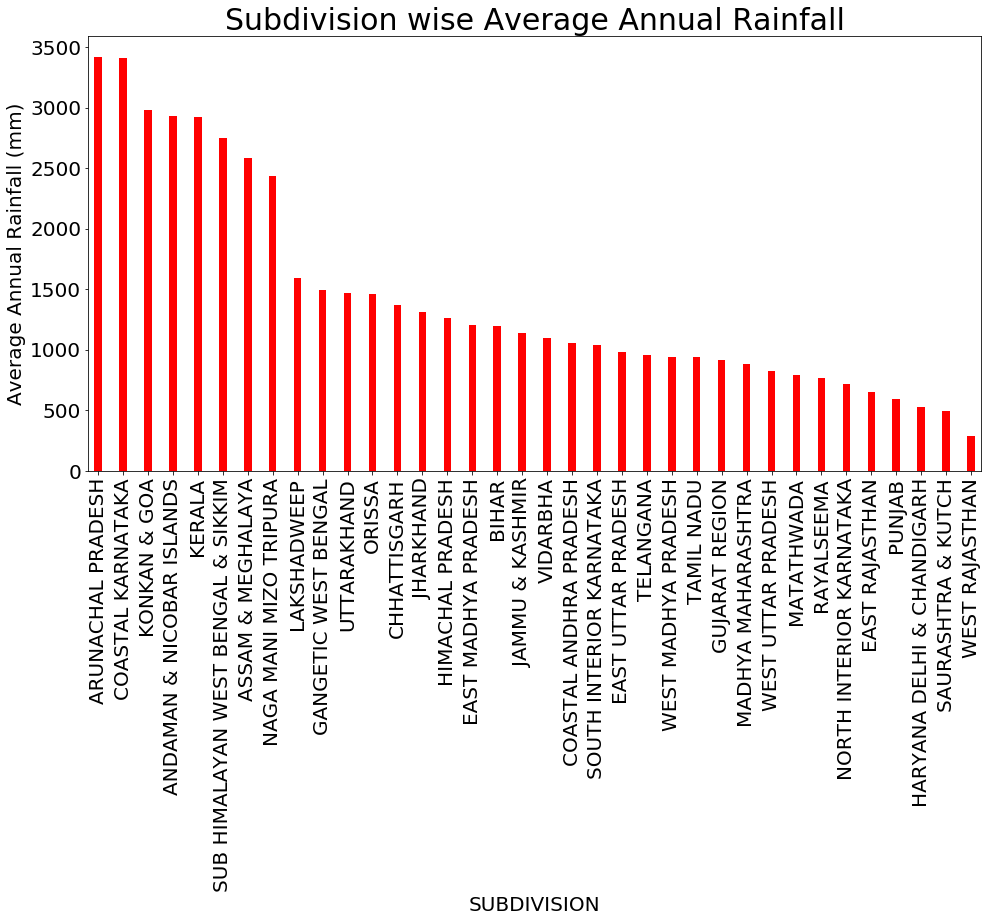 Subdivision wise Average Annual Rainfall
Average Annual Rainfall (mm)
3500
3000
2500
2000
1500
1000
500
0
ARUNACHAL PRADESH
COASTAL KARNATAKA
KONKAN & GOA
ANDAMAN & NICOBAR ISLANDS
KERALA
SUB HIMALAYAN WEST BENGAL & SIKKIM
ASSAM & MEGHALAYA
NAGA MANI MIZO TRIPURA
LAKSHADWEEP
GANGETIC WEST BENGAL
UTTARAKHAND
ORISSA
CHHATTISGARH
JHARKHAND
HIMACHAL PRADESH
EAST MADHYA PRADESH
BIHAR
JAMMU & KASHMIR
VIDARBHA
COASTAL ANDHRA PRADESH
SOUTH INTERIOR KARNATAKA
EAST UTTAR PRADESH
TELANGANA
WEST MADHYA PRADESH
TAMIL NADU
GUJARAT REGION
MADHYA MAHARASHTRA
WEST UTTAR PRADESH
MATATHWADA
RAYALSEEMA
NORTH INTERIOR KARNATAKA
EAST RAJASTHAN
PUNJAB
HARYANA DELHI & CHANDIGARH
SAURASHTRA & KUTCH
WEST RAJASTHAN
SUBDIVISION